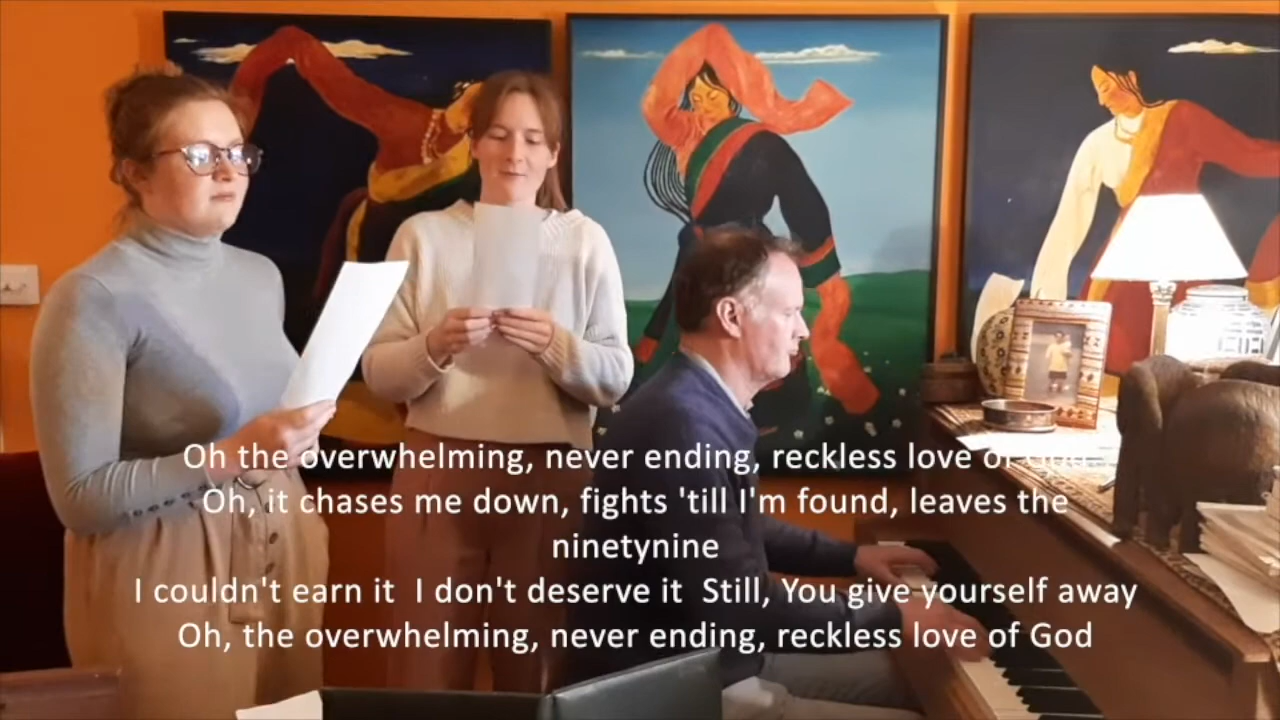 Oh the overwhelming, never ending, reckless love of God
Oh, it chases me down, fights 'till I'm found, leaves the
ninetynine
I couldn't earn it  I don't deserve it  Still, You give yourself away
Oh, the overwhelming, never ending, reckless love of God